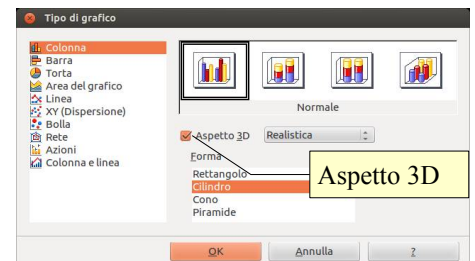 Tipo di grafico
Colonna
Barra
Torta
Area del grafico
Linea
XY (Dispersione)
Bolla
Rete
Azioni
Colonna e linea
Normale
Aspetto 3D
Realistica
Forma
Rettangolo
Cilindro
Cono
Piramide
Aspetto 3D
OK
Annulla
?